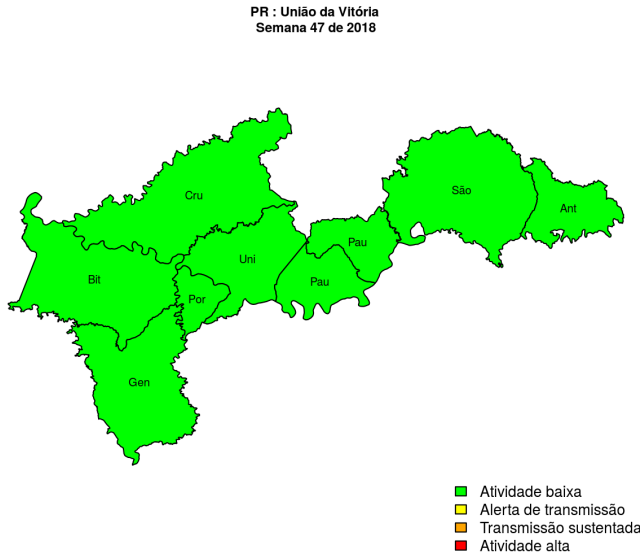 PR : União da Vitória
Semana 47 de 2018
Cru
São
Ant
Pau
Uni
Bit
Pau
Por
Gen
Atividade baixa
Alerta de transmissão
Transmissão sustentada
Atividade alta